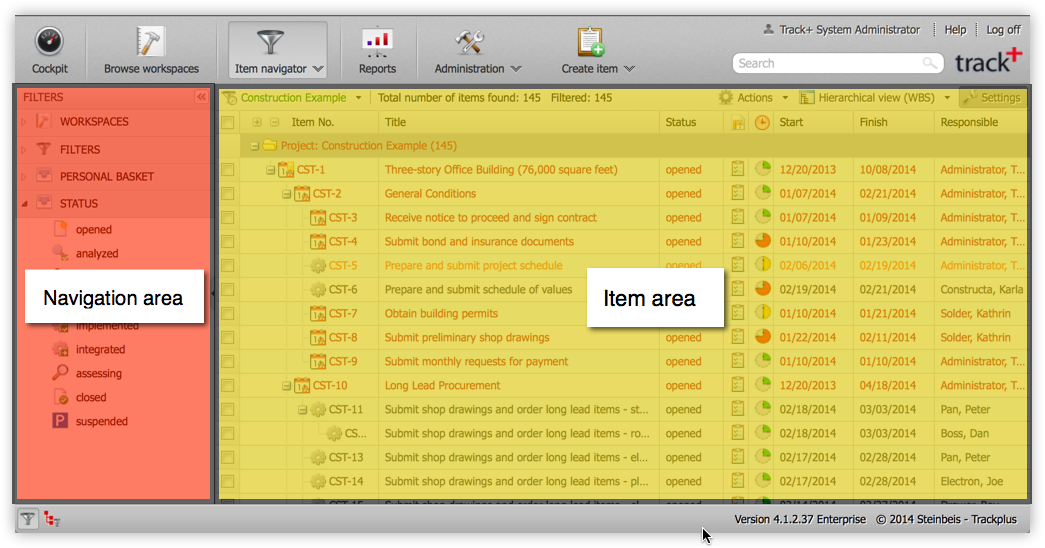 Track+ System Administrator Help Log off
Cockpit Browse workspaces Item navigator Reports Administration Create item Search track+
FILTERS
WORKSPACES
FILTERS
PERSONAL BASKET
STATUS
opened
analyzed
Navigation area
implemented
integrated
assessing
closed
suspended
Construction Example Total number of items found: 145 Filtered: 145 Actions Hierarchical view (WBS) Settings
Item No. Title Status Start Finish Responsible
Project: Construction Example (145)
CST-1 Three-story Office Building (76,000 square feet) opened 12/20/2013 10/08/2014 Administrator, T...
CST-2 General Conditions opened 01/07/2014 02/21/2014 Administrator, T...
CST-3 Receive notice to proceed and sign contract opened 01/07/2014 01/09/2014 Administrator, T...
CST-4 Submit bond and insurance documents opened 01/10/2014 01/23/2014 Administrator, T...
CST-5 Prepare and submit project schedule opened 02/06/2014 02/19/2014 Administrator, T...
Item area
CST-6 Prepare and submit schedule of values 02/19/2014 02/21/2014 Constructa, Karla
CST-7 Obtain building permits 01/10/2014 01/21/2014 Solder, Kathrin
CST-8 Submit preliminary shop drawings opened 01/22/2014 02/11/2014 Solder, Kathrin
CST-9 Submit monthly requests for payment opened 01/10/2014 01/10/2014 Administrator, T...
CST-10 Long Lead Procurement opened 12/20/2013 04/18/2014 Administrator, T...
CST-11 Submit shop drawings and order long lead items - st... opened 02/18/2014 03/03/2014 Pan, Peter
CS... Submit shop drawings and order long lead items - ro... opened 02/18/2014 03/03/2014 Boss, Dan
CST-13 Submit shop drawings and order long lead items - el... opened 02/17/2014 02/28/2014 Pan, Peter
CST-14 Submit shop drawings and order long lead items - pl... opened 02/17/2014 02/28/2014 Electron, Joe
Version 4.1.2.37 Enterprise © 2014 Steinbeis - Trackplus